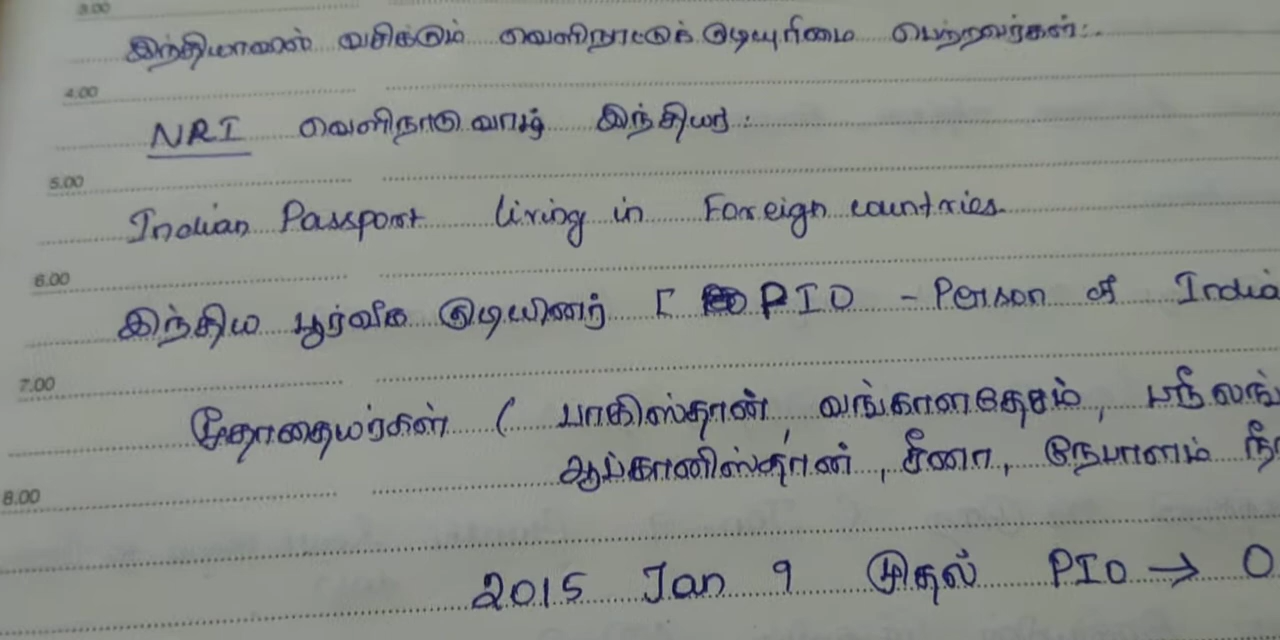 3.00
இந்தியாவில் வசிக்கும் வெளிநாட்டுக் குடியுரிமை பெற்றவர்கள்:
4.00
NRI வெளிநாடு வாழ் இந்தியர் :
5.00
Indian Passport living in Foreign countries
6.00
இந்திய பூர்வீக குடியினர் [ PIO - Person of India
7.00
மூதாதையர்கள் ( பாகிஸ்தான், வங்காளதேசம், ஸ்ரீலங்
ஆப்கானிஸ்தான், சீனா, நேபாளம் நீ
8.00
2015 Jan 9 முதல் PIO → O